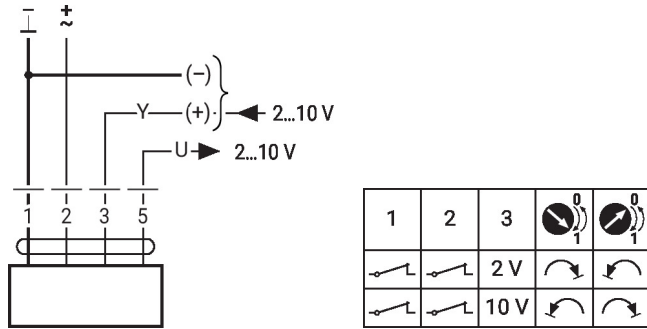 − +
⊥ ~
(−)
Y (+) 2...10 V
U 2...10 V
1 2 3 5
1 2 3 0 1 0 1
2 V
10 V